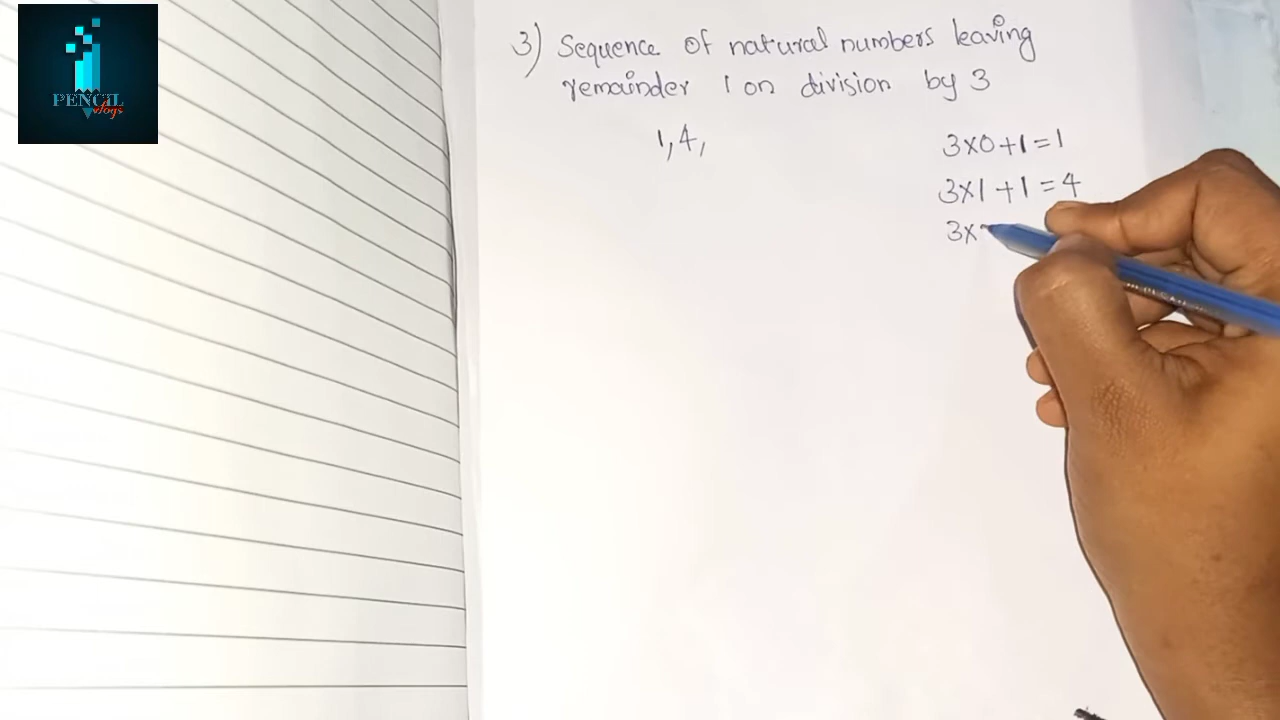 PENCIL
vlogs
3) Sequence of natural numbers leaving
remainder 1 on division by 3
1, 4,
3×0+1=1
3×1+1=4
3×